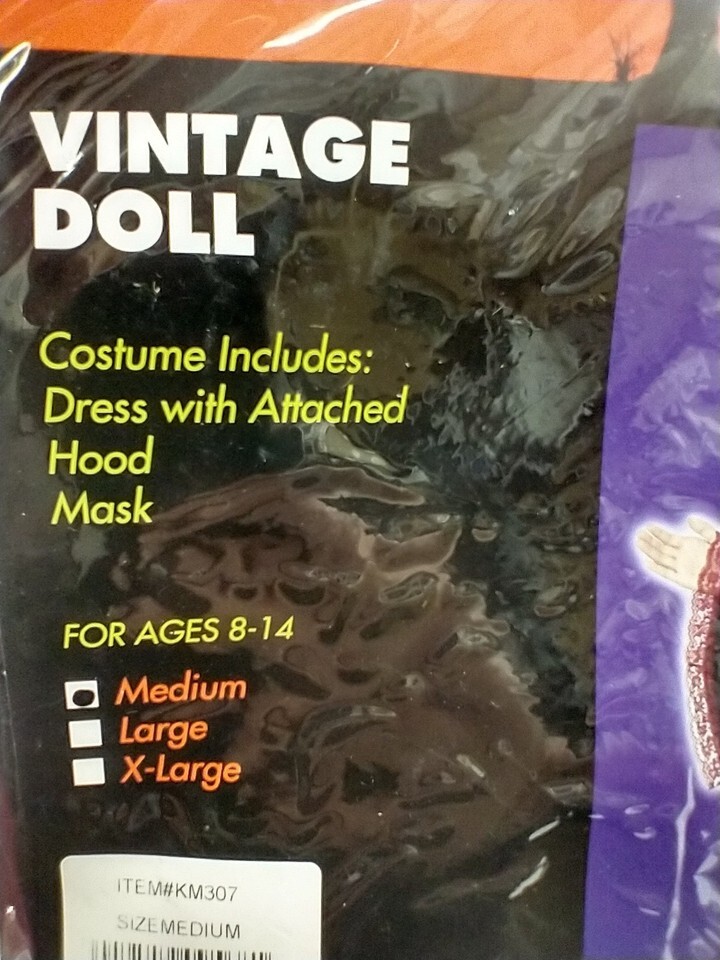 VINTAGE
DOLL
Costume Includes:
Dress with Attached
Hood
Mask
FOR AGES 8-14
Medium
Large
X-Large
ITEM#KM307
SIZEMEDIUM